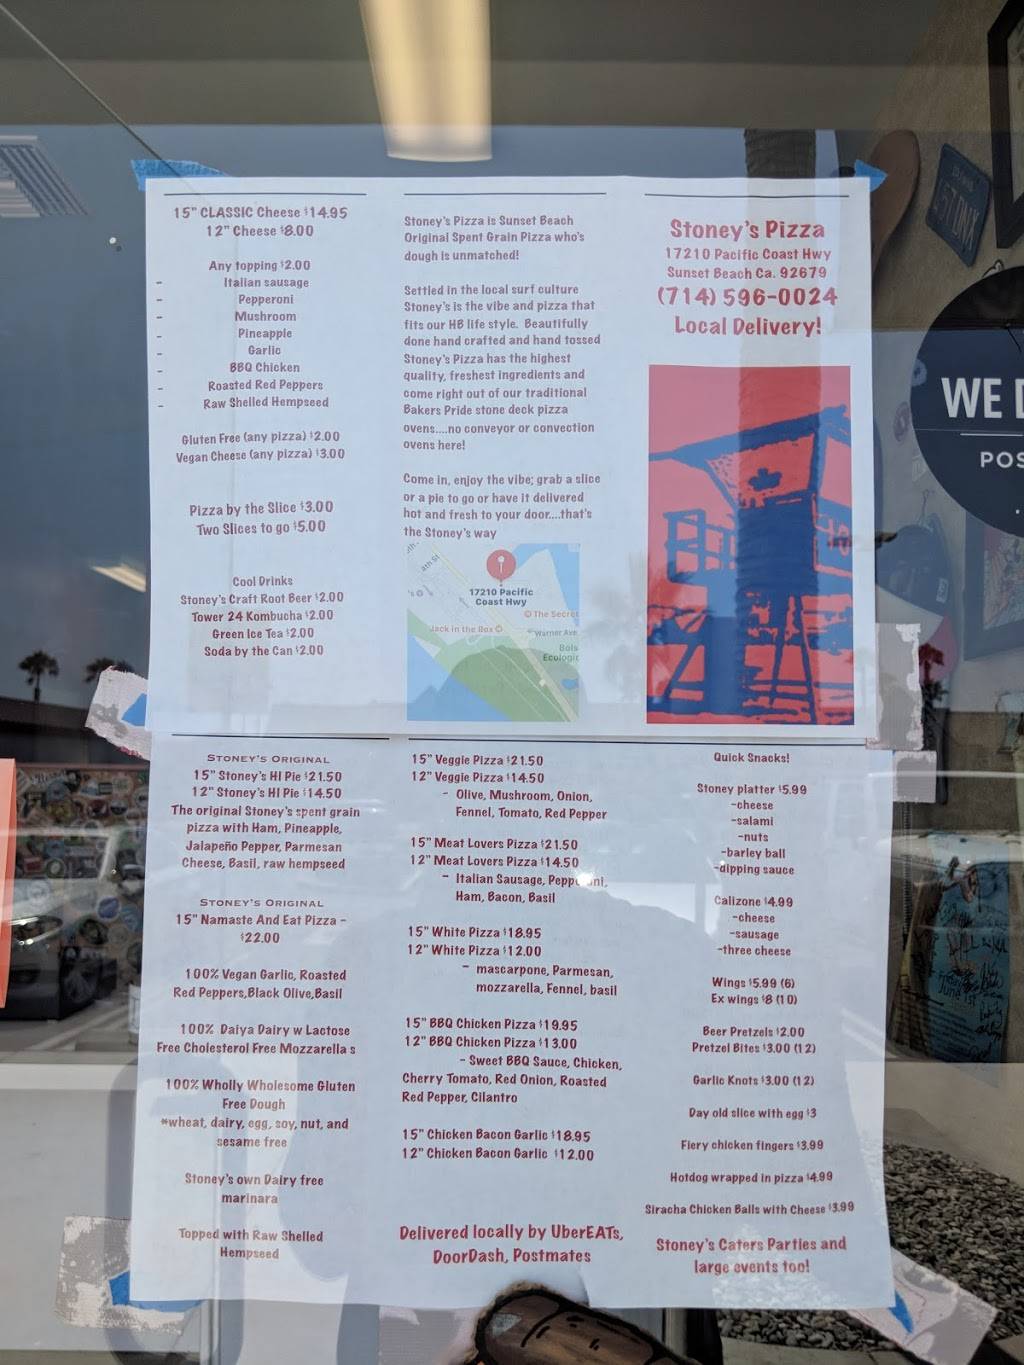 15" CLASSIC Cheese $14.95
12" Cheese $8.00
Any topping $2.00
- Italian sausage
- Pepperoni
- Mushroom
- Pineapple
- Garlic
- BBQ Chicken
- Roasted Red Peppers
- Raw Shelled Hempseed
Gluten Free (any pizza) $2.00
Vegan Cheese (any pizza) $3.00
Pizza by the Slice $3.00
Two Slices to go $5.00
Cool Drinks
Stoney's Craft Root Beer $2.00
Tower 24 Kombucha $2.00
Green Ice Tea $2.00
Soda by the Can $2.00
Stoney's Pizza is Sunset Beach
Original Spent Grain Pizza who's
dough is unmatched!
Settled in the local surf culture
Stoney's is the vibe and pizza that
fits our HB life style. Beautifully
done hand crafted and hand tossed
Stoney's Pizza has the highest
quality, freshest ingredients and
come right out of our traditional
Bakers Pride stone deck pizza
ovens....no conveyor or convection
ovens here!
Come in, enjoy the vibe; grab a slice
or a pie to go or have it delivered
hot and fresh to your door....that's
the Stoney's way
4th St
17210 Pacific
Coast Hwy
The Secret
Jack in the Box
Warner Ave
Bols
Ecologic
Stoney's Pizza
17210 Pacific Coast Hwy
Sunset Beach Ca. 92679
(714) 596-0024
Local Delivery!
WE D
POS
STONEY'S ORIGINAL
15" Stoney's HI Pie $21.50
12" Stoney's HI Pie $14.50
The original Stoney's spent grain
pizza with Ham, Pineapple,
Jalapeño Pepper, Parmesan
Cheese, Basil, raw hempseed
STONEY'S ORIGINAL
15" Namaste And Eat Pizza -
$22.00
100% Vegan Garlic, Roasted
Red Peppers,Black Olive,Basil
100% Daiya Dairy w Lactose
Free Cholesterol Free Mozzarella s
100% Wholly Wholesome Gluten
Free Dough
*wheat, dairy, egg, soy, nut, and
sesame free
Stoney's own Dairy free
marinara
Topped with Raw Shelled
Hempseed
15" Veggie Pizza $21.50
12" Veggie Pizza $14.50
- Olive, Mushroom, Onion,
Fennel, Tomato, Red Pepper
15" Meat Lovers Pizza $21.50
12" Meat Lovers Pizza $14.50
- Italian Sausage, Pepperoni,
Ham, Bacon, Basil
15" White Pizza $18.95
12" White Pizza $12.00
- mascarpone, Parmesan,
mozzarella, Fennel, basil
15" BBQ Chicken Pizza $19.95
12" BBQ Chicken Pizza $13.00
- Sweet BBQ Sauce, Chicken,
Cherry Tomato, Red Onion, Roasted
Red Pepper, Cilantro
15" Chicken Bacon Garlic $18.95
12" Chicken Bacon Garlic $12.00
Delivered locally by UberEATs,
DoorDash, Postmates
Quick Snacks!
Stoney platter $5.99
-cheese
-salami
-nuts
-barley ball
-dipping sauce
Calizone $4.99
-cheese
-sausage
-three cheese
Wings $5.99 (6)
Ex wings $8 (10)
Beer Pretzels $2.00
Pretzel Bites $3.00 (12)
Garlic Knots $3.00 (12)
Day old slice with egg $3
Fiery chicken fingers $3.99
Hotdog wrapped in pizza $4.99
Siracha Chicken Balls with Cheese $3.99
Stoney's Caters Parties and
large events too!
June 1st